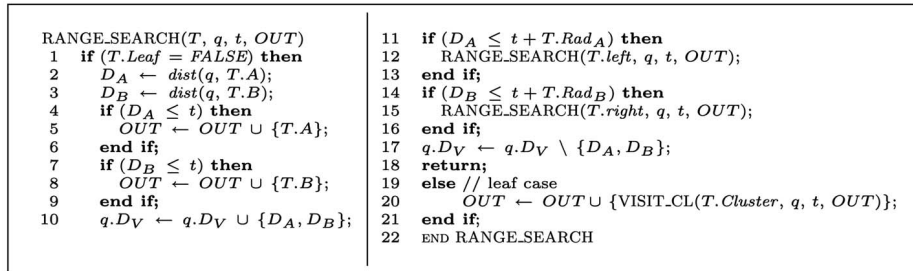 RANGE_SEARCH(T, q, t, OUT)
1 if (T.Leaf = FALSE) then
2 D_A ← dist(q, T.A);
3 D_B ← dist(q, T.B);
4 if (D_A ≤ t) then
5 OUT ← OUT ∪ {T.A};
6 end if;
7 if (D_B ≤ t) then
8 OUT ← OUT ∪ {T.B};
9 end if;
10 q.D_V ← q.D_V ∪ {D_A, D_B};
11 if (D_A ≤ t + T.Rad_A) then
12 RANGE_SEARCH(T.left, q, t, OUT);
13 end if;
14 if (D_B ≤ t + T.Rad_B) then
15 RANGE_SEARCH(T.right, q, t, OUT);
16 end if;
17 q.D_V ← q.D_V \ {D_A, D_B};
18 return;
19 else // leaf case
20 OUT ← OUT ∪ {VISIT_CL(T.Cluster, q, t, OUT)};
21 end if;
22 END RANGE_SEARCH